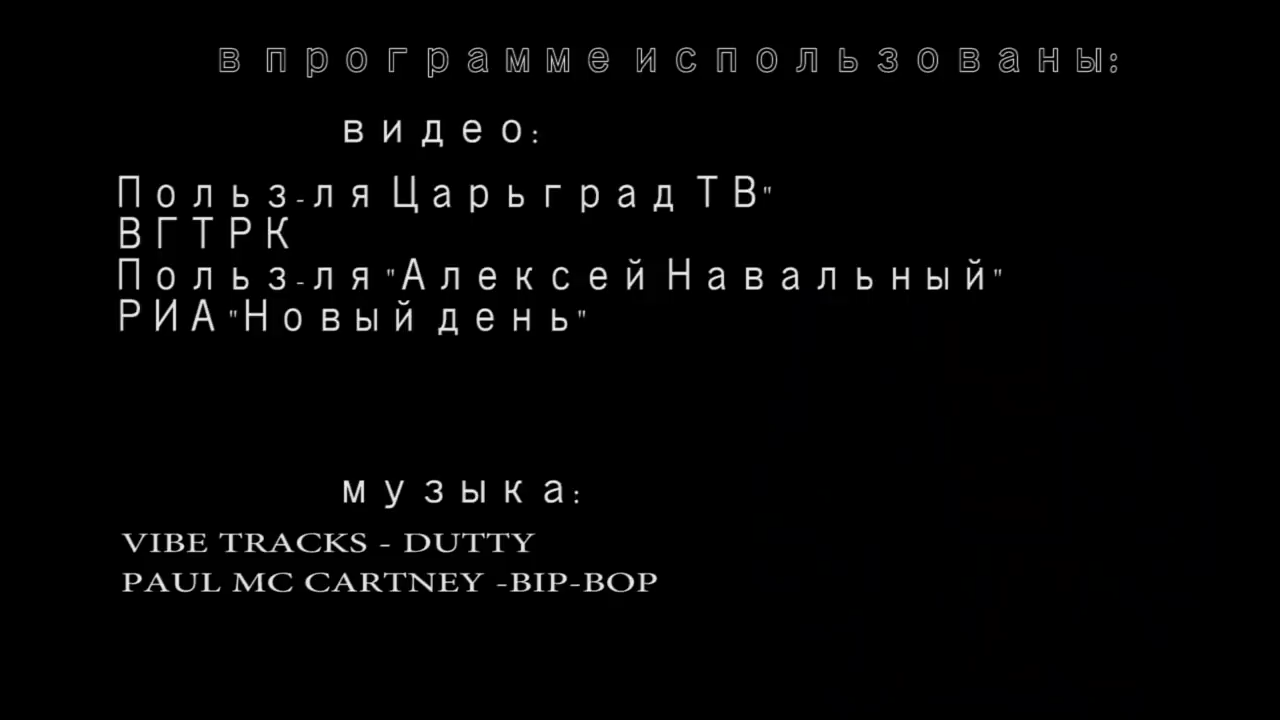 в программе использованы:
видео:
Польз-ля Царьград ТВ"
ВГТРК
Польз-ля "Алексей Навальный"
РИА "Новый день"
музыка:
VIBE TRACKS - DUTTY
PAUL MC CARTNEY -BIP-BOP